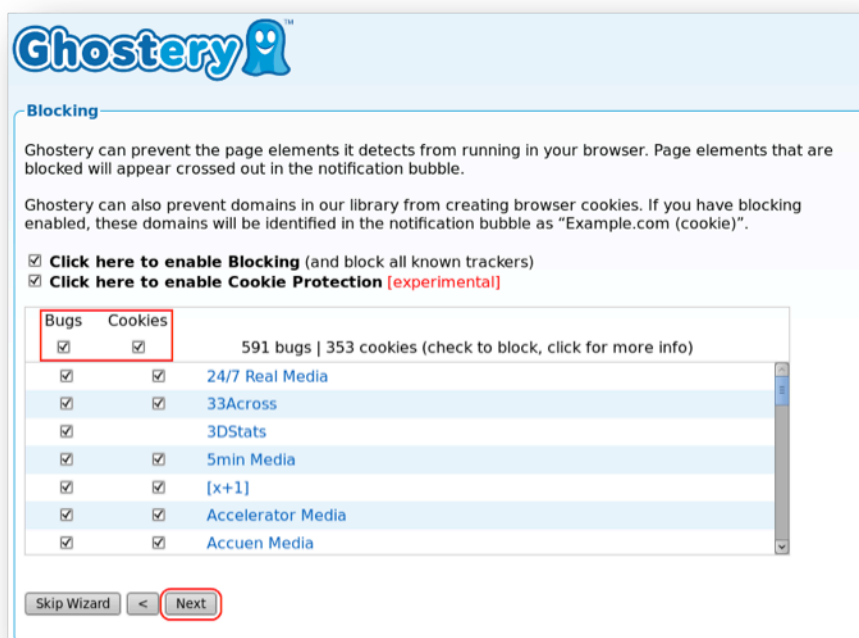 Ghostery™
Blocking
Ghostery can prevent the page elements it detects from running in your browser. Page elements that are
blocked will appear crossed out in the notification bubble.
Ghostery can also prevent domains in our library from creating browser cookies. If you have blocking
enabled, these domains will be identified in the notification bubble as “Example.com (cookie)”.
Click here to enable Blocking (and block all known trackers)
Click here to enable Cookie Protection [experimental]
Bugs Cookies
591 bugs | 353 cookies (check to block, click for more info)
24/7 Real Media
33Across
3DStats
5min Media
[x+1]
Accelerator Media
Accuen Media
Skip Wizard < Next